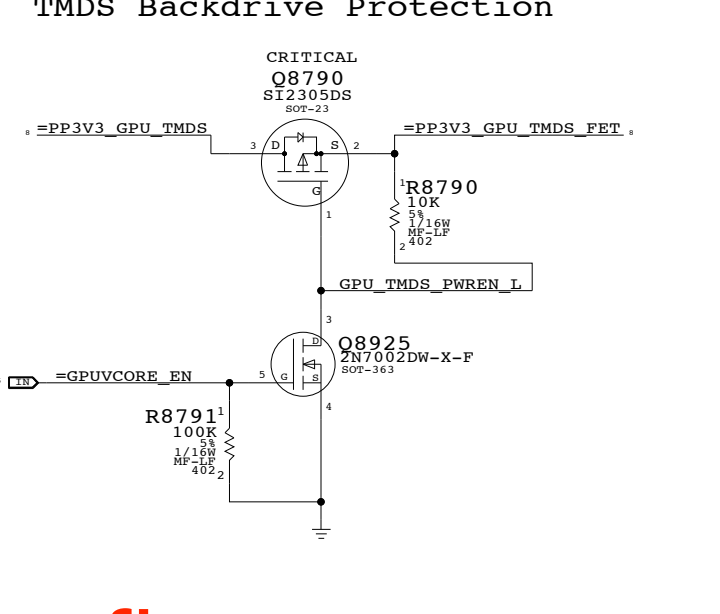 TMDS Backdrive Protection
CRITICAL
Q8790
SI2305DS
SOT-23
8 =PP3V3_GPU_TMDS
3 D S 2
=PP3V3_GPU_TMDS_FET 8
G
1
1 R8790
10K
5%
1/16W
MF-LF
402
2
GPU_TMDS_PWREN_L
3
D
Q8925
2N7002DW-X-F
SOT-363
IN =GPUVCORE_EN
5 G S
4
R8791 1
100K
5%
1/16W
MF-LF
402 2